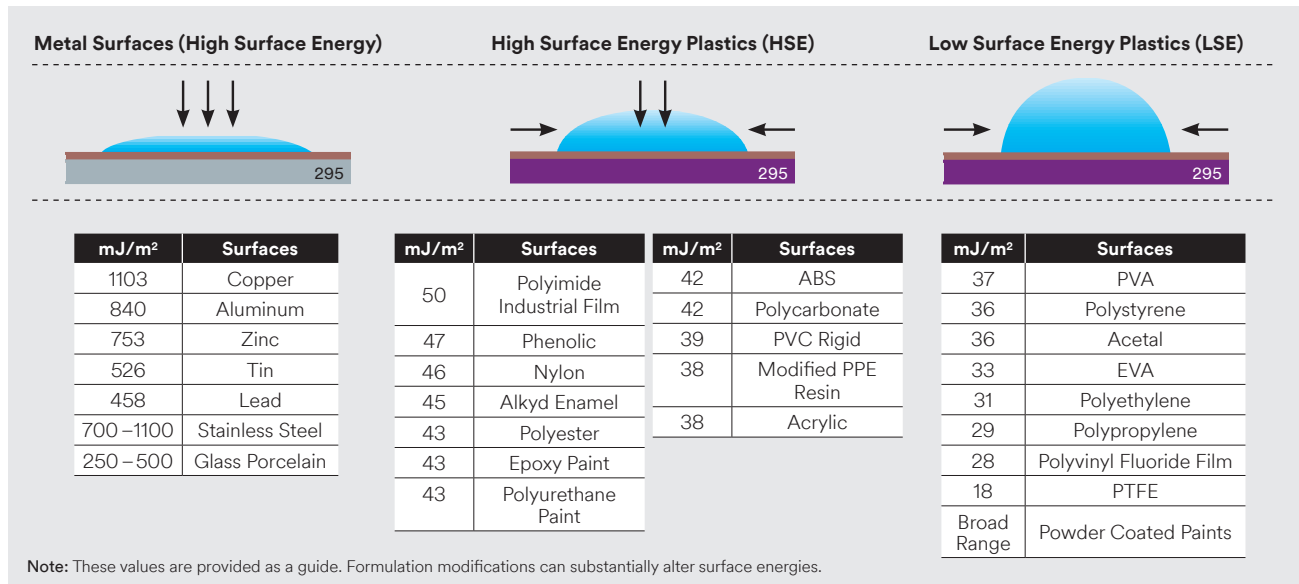 Metal Surfaces (High Surface Energy)
High Surface Energy Plastics (HSE)
Low Surface Energy Plastics (LSE)
295
295
295
mJ/m² Surfaces
1103 Copper
840 Aluminum
753 Zinc
526 Tin
458 Lead
700–1100 Stainless Steel
250–500 Glass Porcelain
mJ/m² Surfaces
50 Polyimide
Industrial Film
47 Phenolic
46 Nylon
45 Alkyd Enamel
43 Polyester
43 Epoxy Paint
43 Polyurethane
Paint
mJ/m² Surfaces
42 ABS
42 Polycarbonate
39 PVC Rigid
38 Modified PPE
Resin
38 Acrylic
mJ/m² Surfaces
37 PVA
36 Polystyrene
36 Acetal
33 EVA
31 Polyethylene
29 Polypropylene
28 Polyvinyl Fluoride Film
18 PTFE
Broad
Range Powder Coated Paints
Note: These values are provided as a guide. Formulation modifications can substantially alter surface energies.